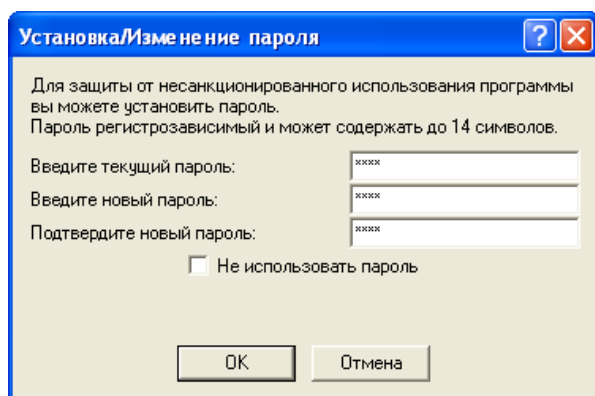 Установка/Изменение пароля
Для защиты от несанкционированного использования программы
вы можете установить пароль.
Пароль регистрозависимый и может содержать до 14 символов.
Введите текущий пароль: ****
Введите новый пароль: ****
Подтвердите новый пароль: ****
Не использовать пароль
OK Отмена